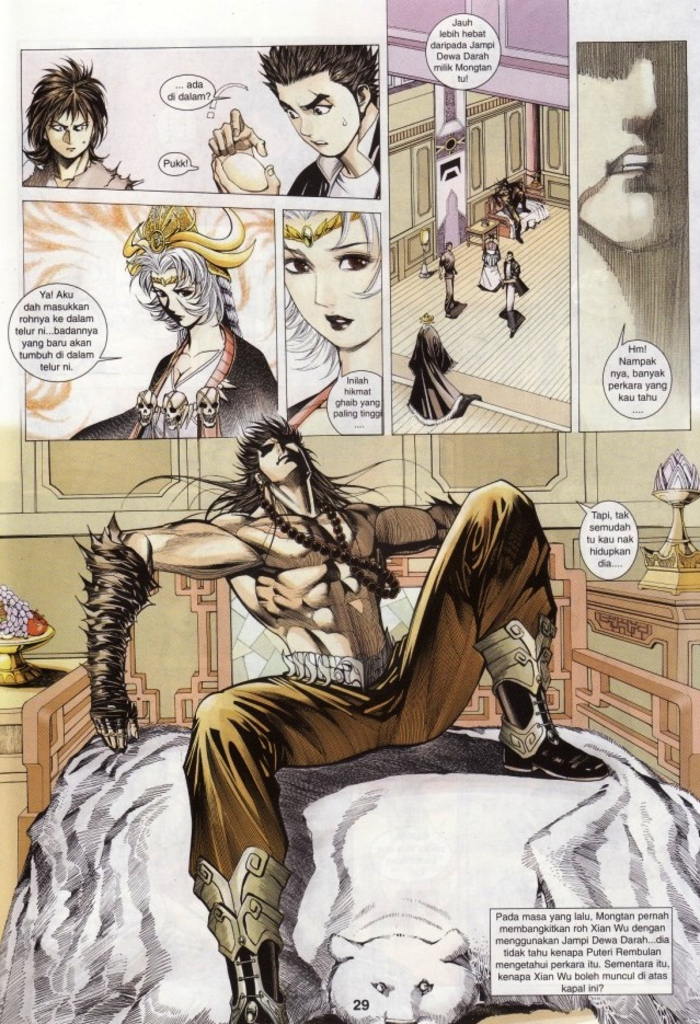 ... ada
di dalam?
Pukk!
Jauh
lebih hebat
daripada Jampi
Dewa Darah
milik Mongtan
tu!
Ya! Aku
dah masukkan
rohnya ke dalam
telur ni...badannya
yang baru akan
tumbuh di dalam
telur ni.
Inilah
hikmat
ghaib yang
paling tinggi
....
Hm!
Nampak
nya, banyak
perkara yang
kau tahu
....
Tapi, tak
semudah
tu kau nak
hidupkan
dia....
Pada masa yang lalu, Mongtan pernah
membangkitkan roh Xian Wu dengan
menggunakan Jampi Dewa Darah...dia
tidak tahu kenapa Puteri Rembulan
mengetahui perkara itu. Sementara itu,
kenapa Xian Wu boleh muncul di atas
kapal ini?
29